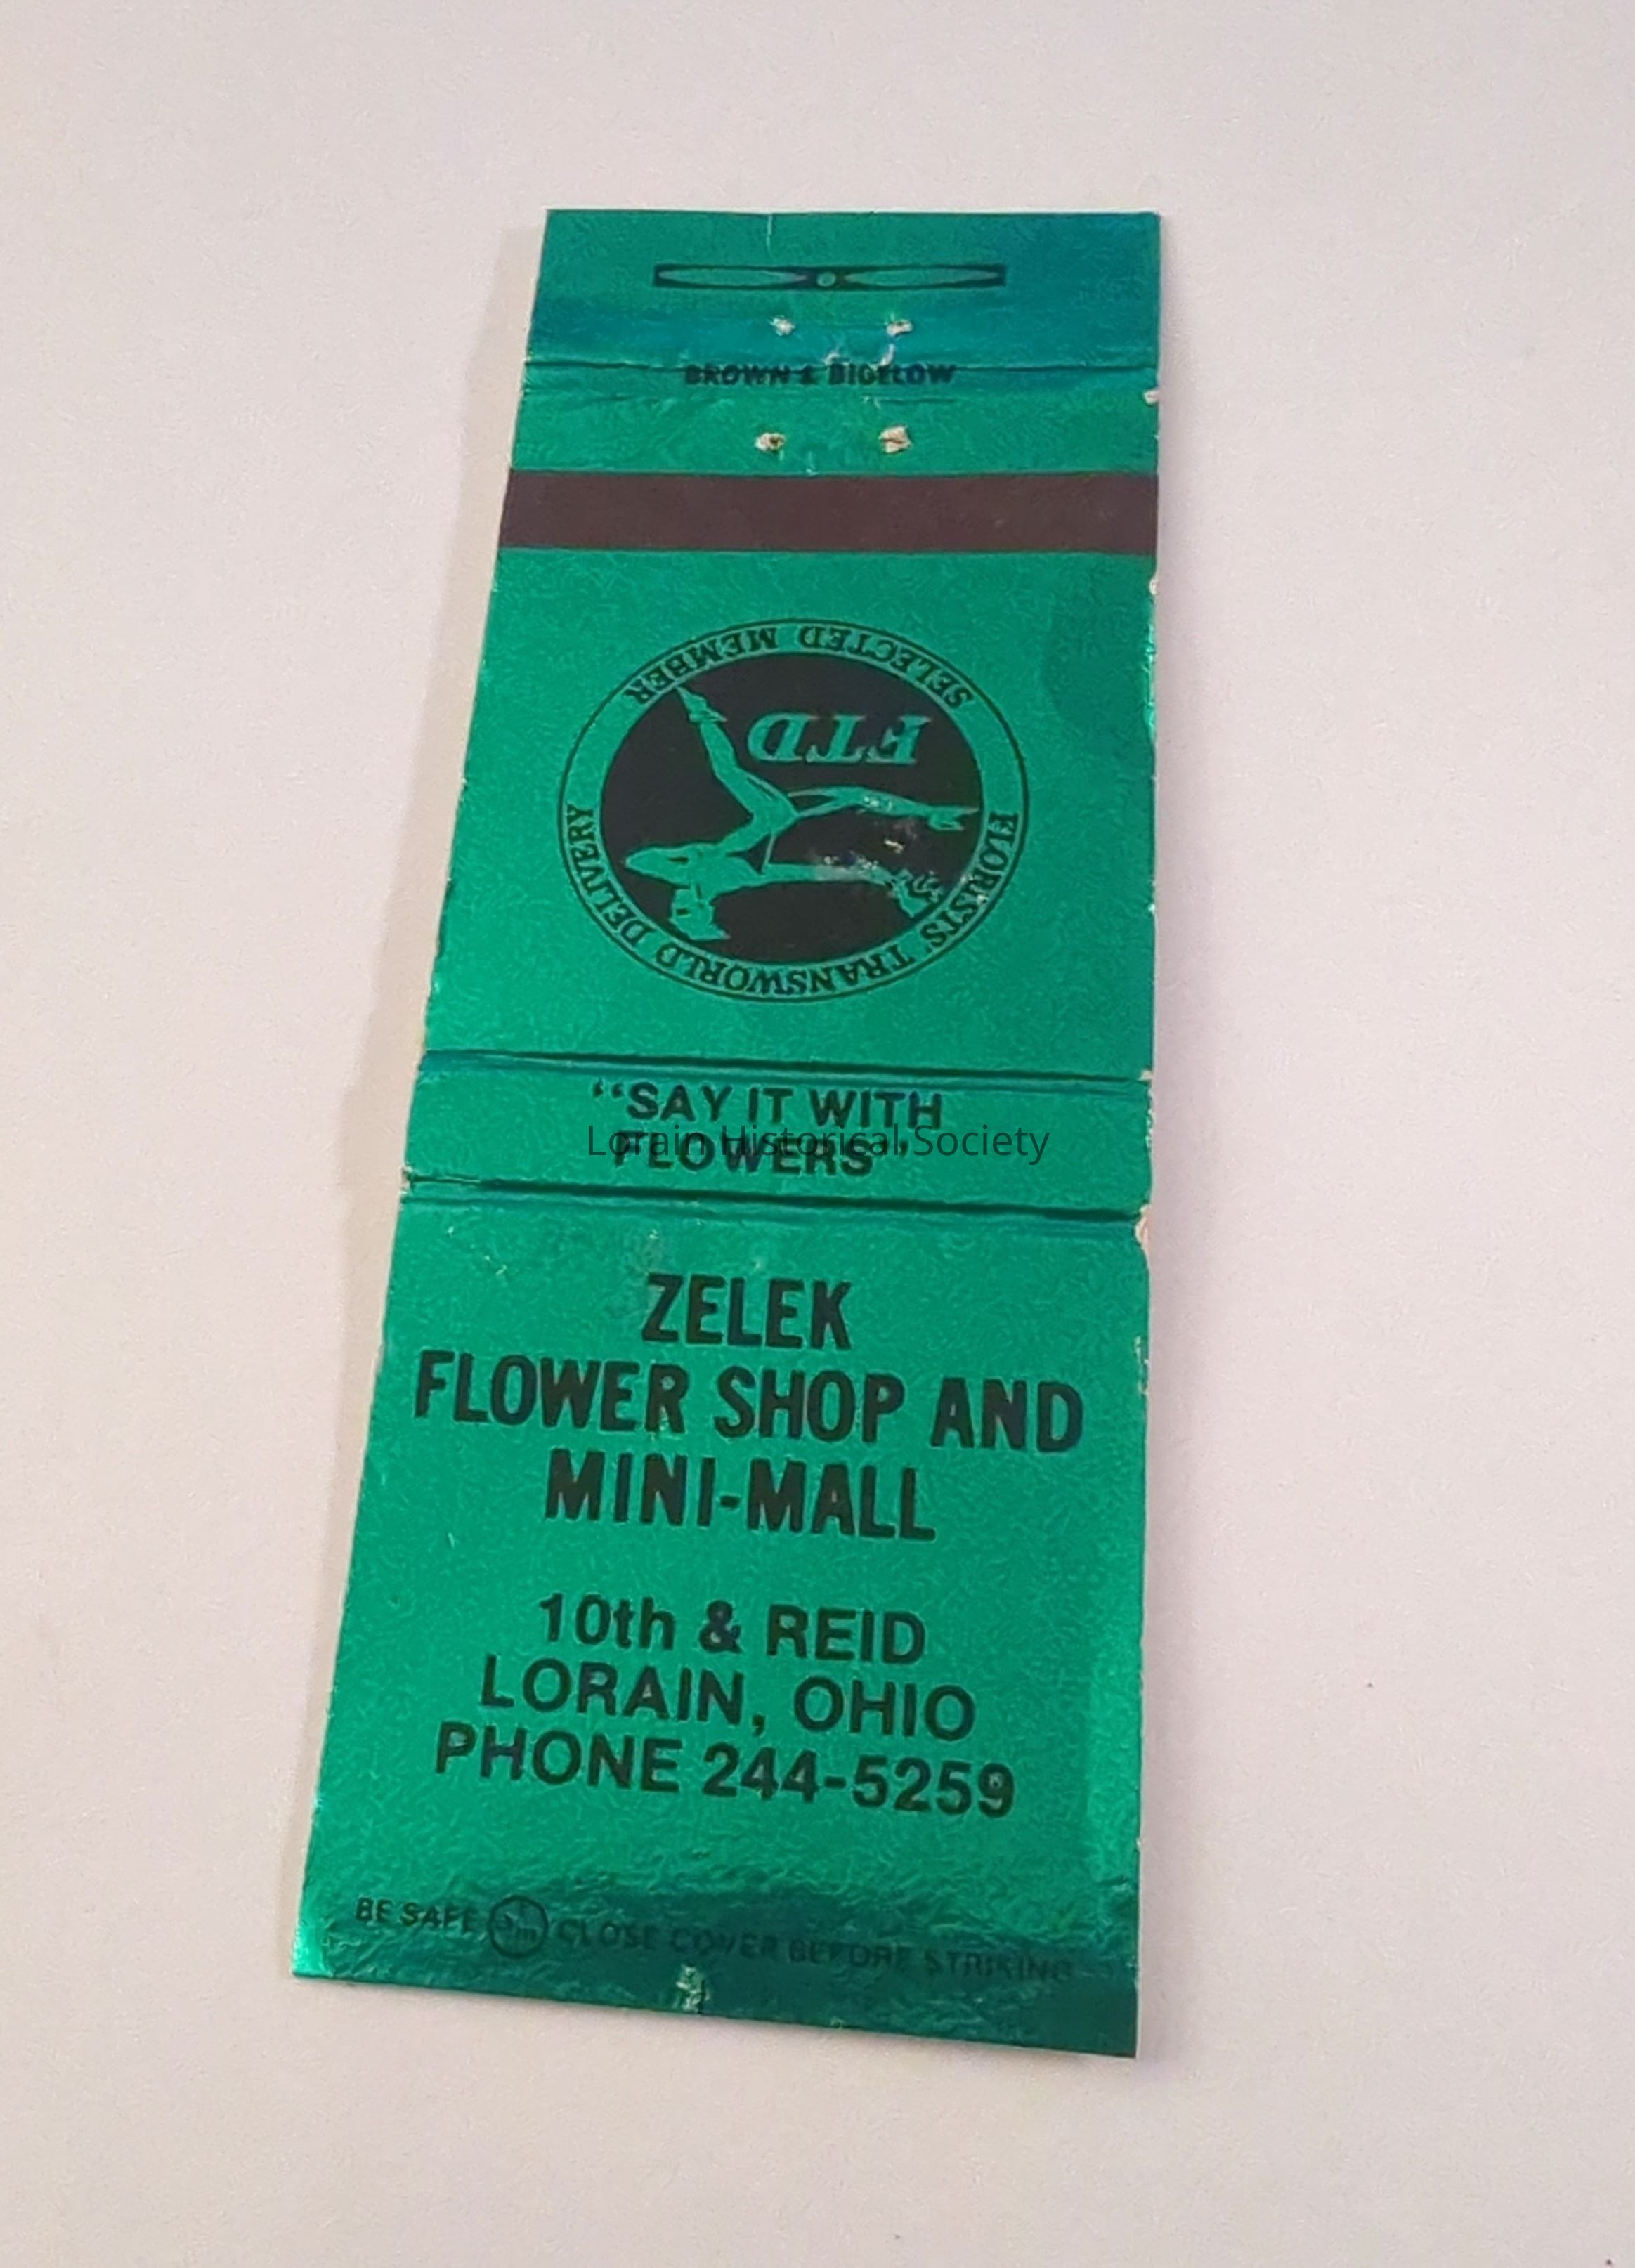 BROWN & BIGELOW
SELECTED MEMBER
FTD
FLORISTS' TRANSWORLD DELIVERY
"SAY IT WITH
FLOWERS"
Lorain Historical Society
ZELEK
FLOWER SHOP AND
MINI-MALL
10th & REID
LORAIN, OHIO
PHONE 244-5259
BE SAFE CLOSE COVER BEFORE STRIKING